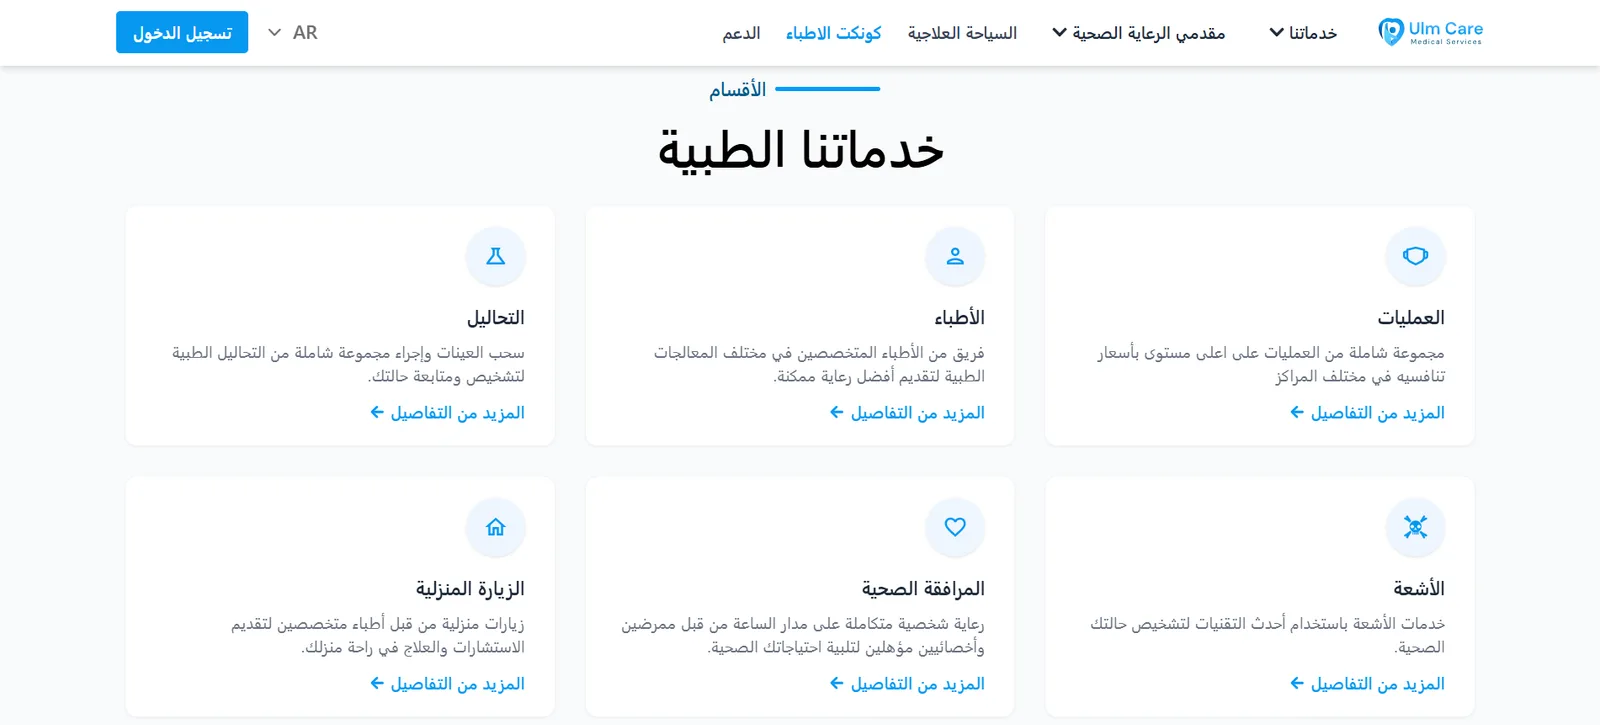 Ulm Care
Medical Services
خدماتنا
مقدمي الرعاية الصحية
السياحة العلاجية
كونكت الاطباء
الدعم
AR
تسجيل الدخول
الأقسام
خدماتنا الطبية
العمليات
مجموعة شاملة من العمليات على اعلى مستوى بأسعار
تنافسيه في مختلف المراكز
المزيد من التفاصيل ←
الأطباء
فريق من الأطباء المتخصصين في مختلف المعالجات
الطبية لتقديم أفضل رعاية ممكنة.
المزيد من التفاصيل ←
التحاليل
سحب العينات وإجراء مجموعة شاملة من التحاليل الطبية
لتشخيص ومتابعة حالتك.
المزيد من التفاصيل ←
الأشعة
خدمات الأشعة باستخدام أحدث التقنيات لتشخيص حالتك
الصحية.
المزيد من التفاصيل ←
المرافقة الصحية
رعاية شخصية متكاملة على مدار الساعة من قبل ممرضين
وأخصائيين مؤهلين لتلبية احتياجاتك الصحية.
المزيد من التفاصيل ←
الزيارة المنزلية
زيارات منزلية من قبل أطباء متخصصين لتقديم
الاستشارات والعلاج في راحة منزلك.
المزيد من التفاصيل ←